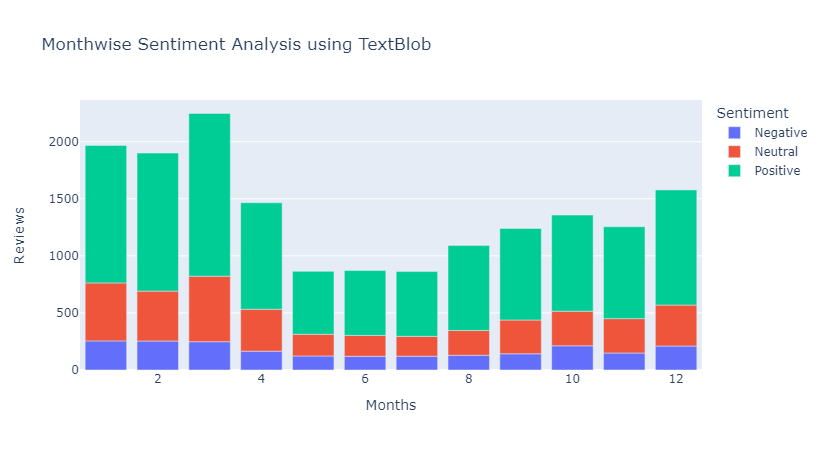 Monthwise Sentiment Analysis using TextBlob
Sentiment
Negative
Neutral
Positive
Reviews
2000
1500
1000
500
0
2 4 6 8 10 12
Months